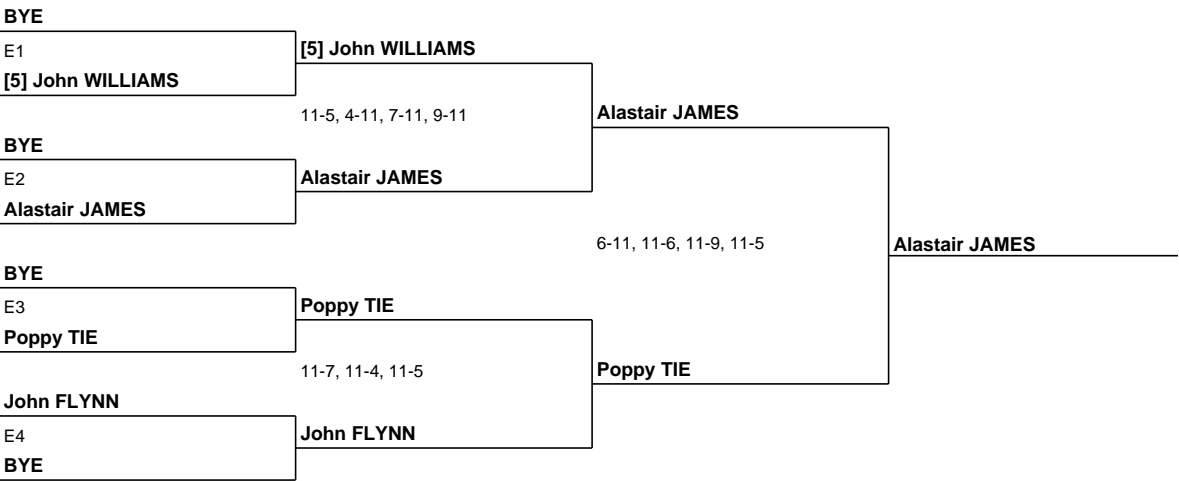 BYE
E1
[5] John WILLIAMS
[5] John WILLIAMS
11-5, 4-11, 7-11, 9-11
Alastair JAMES
BYE
E2
Alastair JAMES
Alastair JAMES
6-11, 11-6, 11-9, 11-5
Alastair JAMES
BYE
E3
Poppy TIE
Poppy TIE
11-7, 11-4, 11-5
Poppy TIE
John FLYNN
E4
John FLYNN
BYE